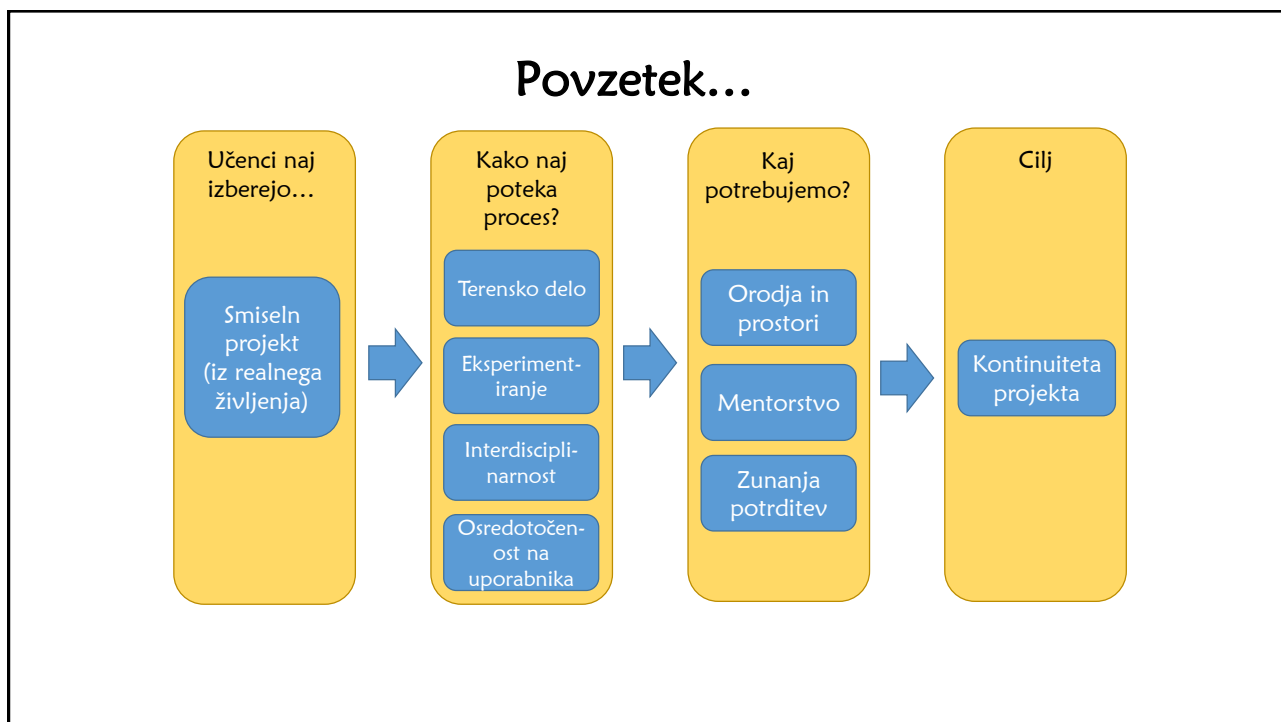 Povzetek...
Učenci naj
izberejo...
Smiseln
projekt
(iz realnega
življenja)
Kako naj
poteka
proces?
Terensko delo
Eksperiment-
iranje
Interdiscipli-
narnost
Osredotočen-
ost na
uporabnika
Kaj
potrebujemo?
Orodja in
prostori
Mentorstvo
Zunanja
potrditev
Cilj
Kontinuiteta
projekta